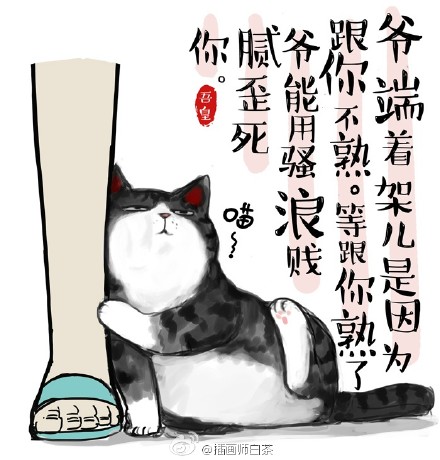 爷端着架儿是因为
跟你不熟。等跟你熟了
爷能用骚浪贱
腻歪死
你。
吾皇
喵~
@插画师白茶